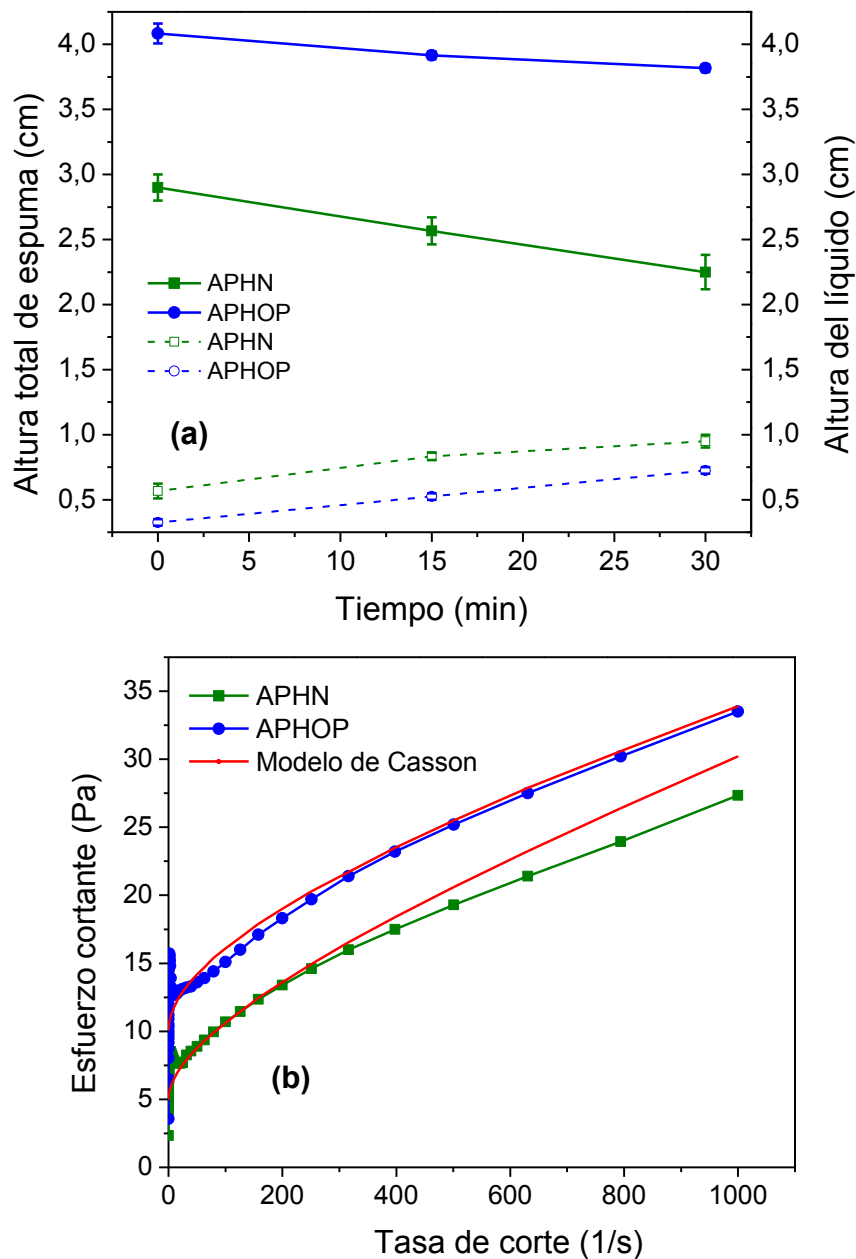 4,0
3,5
3,0
2,5
2,0
1,5
1,0
0,5
Altura total de espuma (cm)
4,0
3,5
3,0
2,5
2,0
1,5
1,0
0,5
Altura del líquido (cm)
APHN
APHOP
APHN
APHOP
(a)
0 5 10 15 20 25 30
Tiempo (min)
35
30
25
20
15
10
5
0
Esfuerzo cortante (Pa)
APHN
APHOP
Modelo de Casson
(b)
0 200 400 600 800 1000
Tasa de corte (1/s)